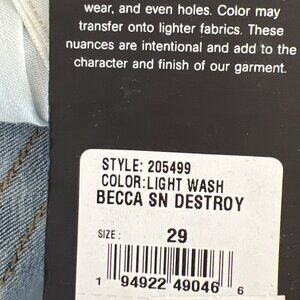 wear, and even holes. Color may
transfer onto lighter fabrics. These
nuances are intentional and add to the
character and finish of our garment.
STYLE: 205499
COLOR:LIGHT WASH
BECCA SN DESTROY
SIZE: 29
1 94922 49046 6